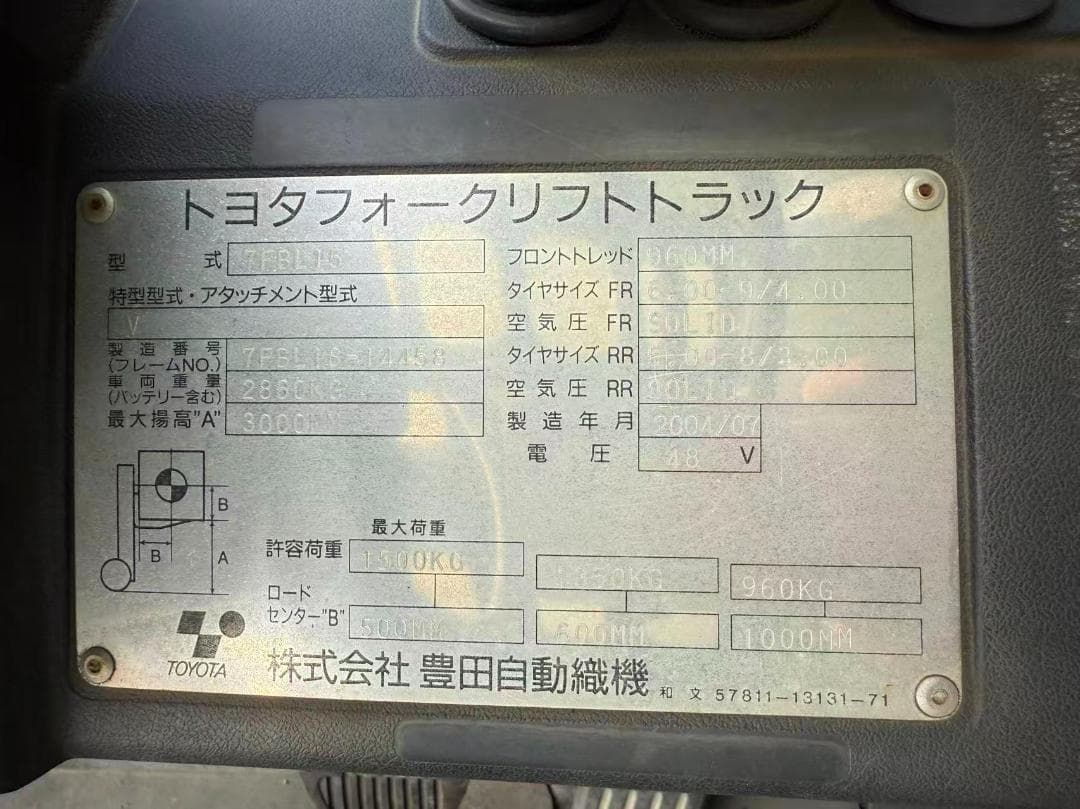 トヨタフォークリフトトラック
型式 7FBL15
特型型式・アタッチメント型式
V
製造番号 (フレームNO.) 7FBL15-14458
車両重量 (バッテリー含む) 2860KG
最大揚高"A" 3000MM
フロントトレッド 960MM
タイヤサイズ FR 6.00-9/4.00
空気圧 FR SOLID
タイヤサイズ RR 5.00-8/3.00
空気圧 RR SOLID
製造年月 2004/07
電圧 48 V
B
B
A
最大荷重
許容荷重 1500KG 1350KG 960KG
ロードセンター"B" 500MM 600MM 1000MM
TOYOTA
株式会社 豊田自動織機
和文 57811-13131-71